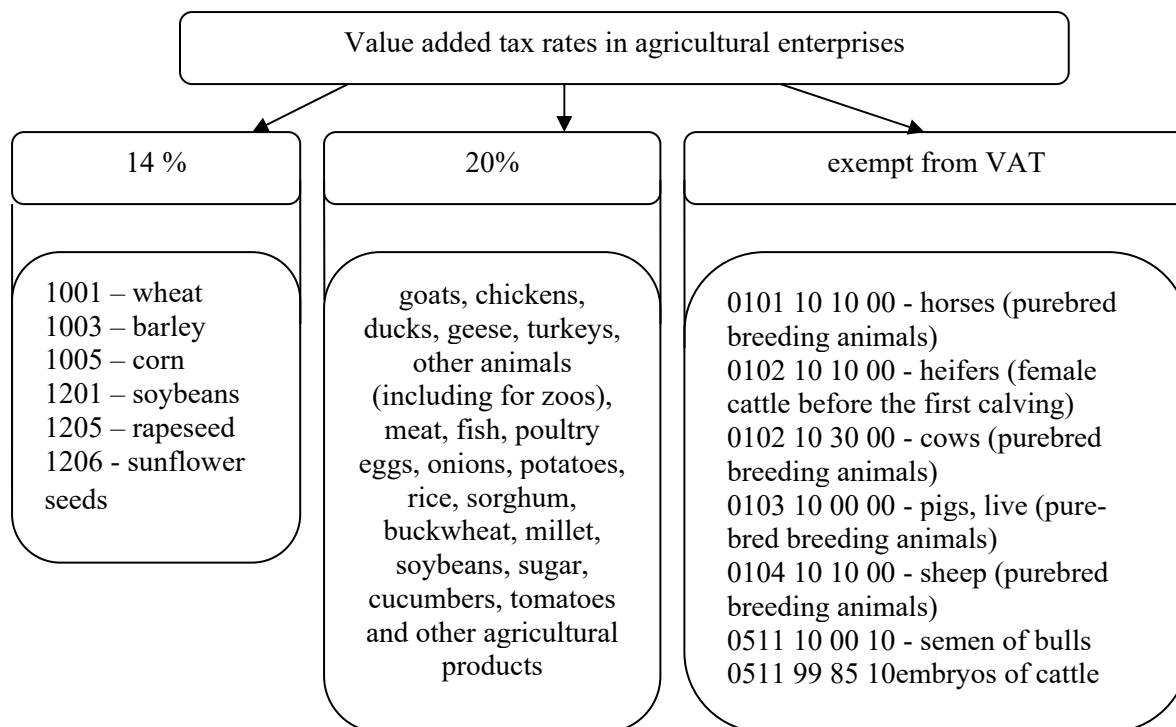 Value added tax rates in agricultural enterprises
14 %
20%
exempt from VAT
1001 – wheat
1003 – barley
1005 – corn
1201 – soybeans
1205 – rapeseed
1206 - sunflower
seeds
goats, chickens,
ducks, geese, turkeys,
other animals
(including for zoos),
meat, fish, poultry
eggs, onions, potatoes,
rice, sorghum,
buckwheat, millet,
soybeans, sugar,
cucumbers, tomatoes
and other agricultural
products
0101 10 10 00 - horses (purebred
breeding animals)
0102 10 10 00 - heifers (female
cattle before the first calving)
0102 10 30 00 - cows (purebred
breeding animals)
0103 10 00 00 - pigs, live (pure-
bred breeding animals)
0104 10 10 00 - sheep (purebred
breeding animals)
0511 10 00 10 - semen of bulls
0511 99 85 10embryos of cattle